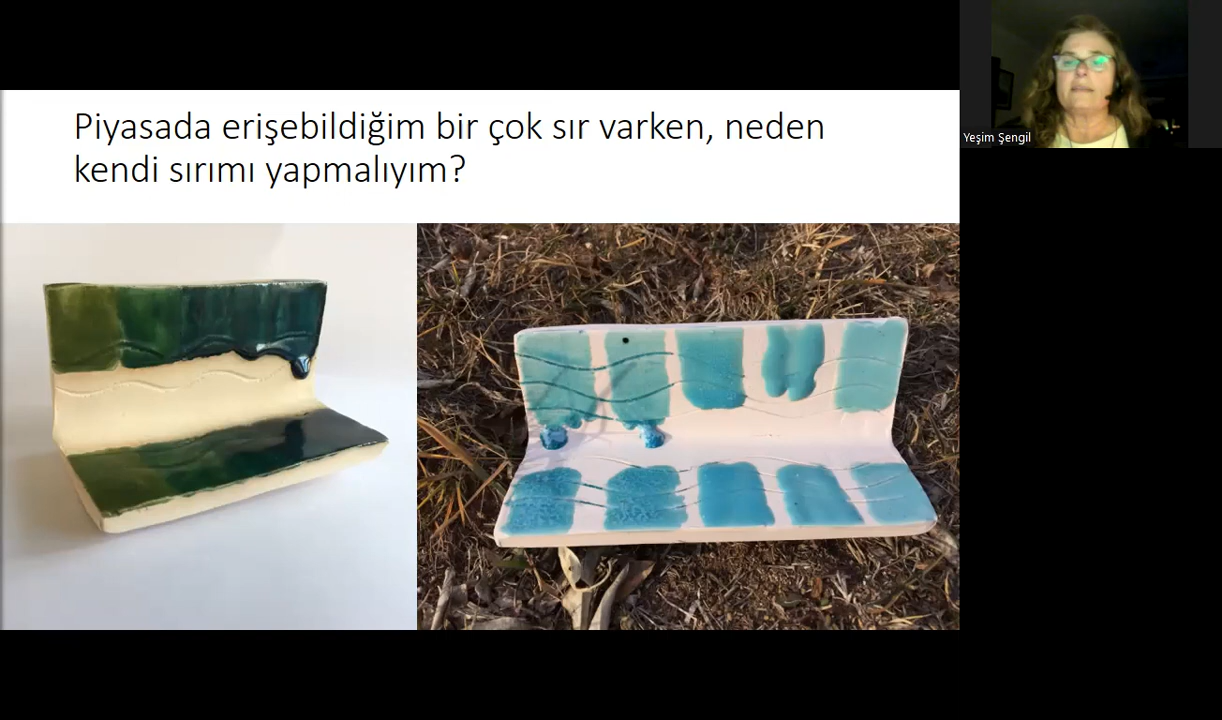 Piyasada erişebildiğim bir çok sır varken, neden
kendi sırımı yapmalıyım?
Yeşim Şengil